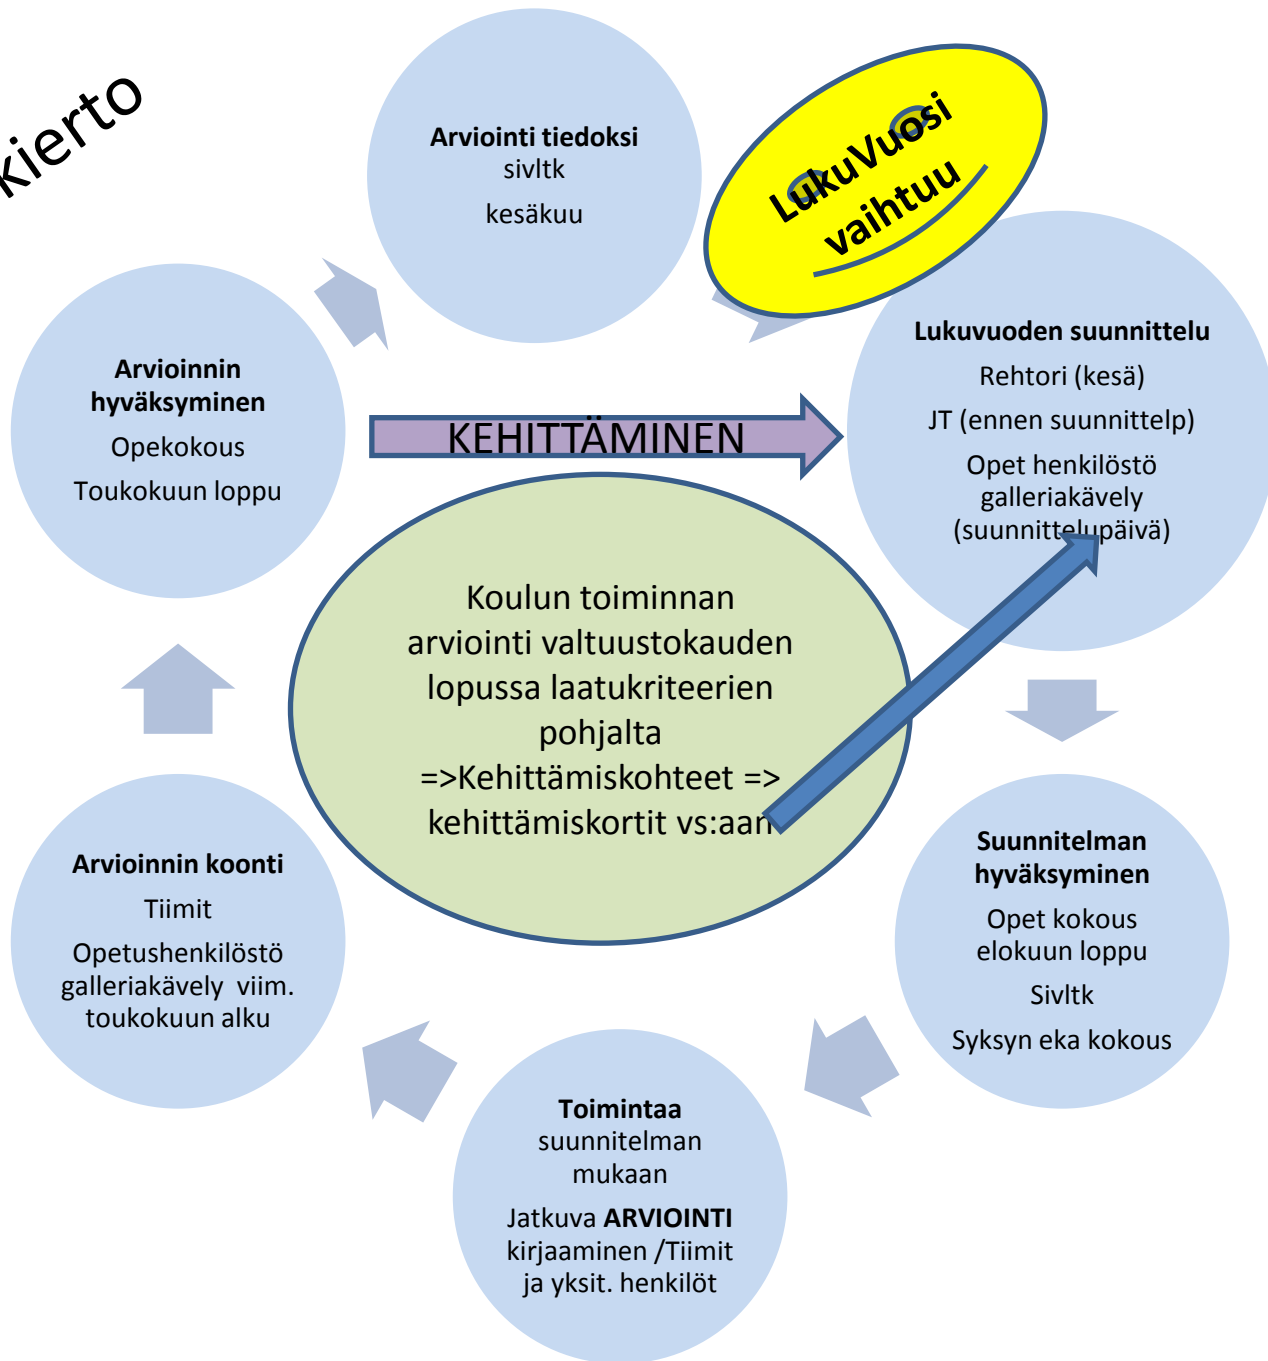 kierto
Arviointi tiedoksi
sivltk
kesäkuu
LukuVuosi
vaihtuu
Lukuvuoden suunnittelu
Rehtori (kesä)
JT (ennen suunnittelp)
Opet henkilöstö
galleriakävely
(suunnittelupäivä)
Arvioinnin
hyväksyminen
Opekokous
Toukokuun loppu
KEHITTÄMINEN
Koulun toiminnan
arviointi valtuustokauden
lopussa laatukriteerien
pohjalta
=>Kehittämiskohteet =>
kehittämiskortit vs:aan
Suunnitelman
hyväksyminen
Opet kokous
elokuun loppu
Sivltk
Syksyn eka kokous
Toimintaa
suunnitelman
mukaan
Jatkuva ARVIOINTI
kirjaaminen /Tiimit
ja yksit. henkilöt
Arvioinnin koonti
Tiimit
Opetushenkilöstö
galleriakävely viim.
toukokuun alku